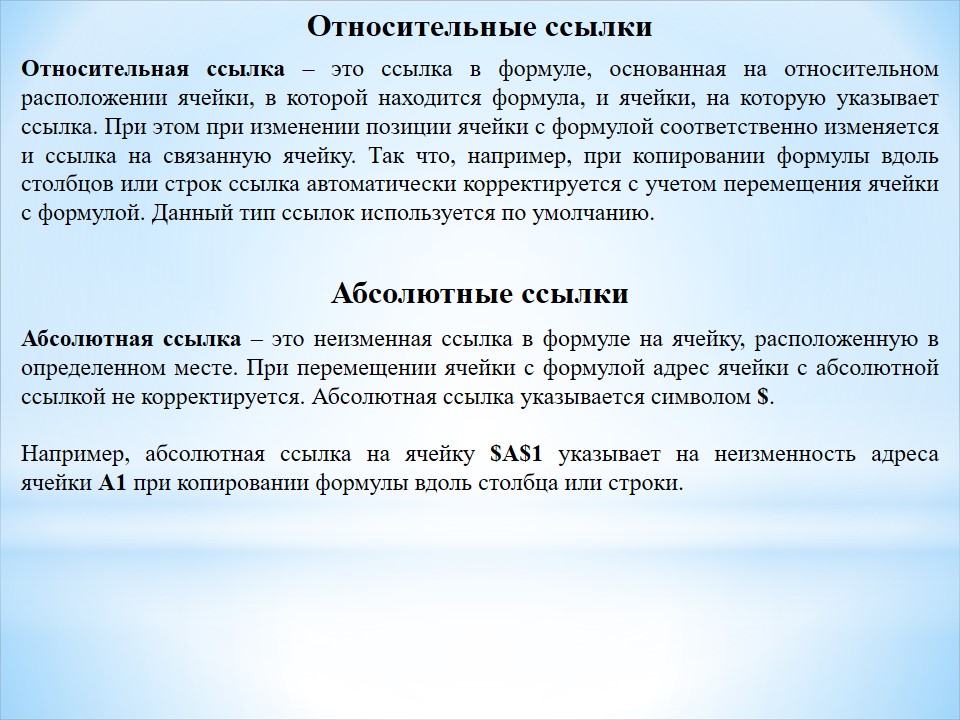 Относительные ссылки
Относительная ссылка – это ссылка в формуле, основанная на относительном
расположении ячейки, в которой находится формула, и ячейки, на которую указывает
ссылка. При этом при изменении позиции ячейки с формулой соответственно изменяется
и ссылка на связанную ячейку. Так что, например, при копировании формулы вдоль
столбцов или строк ссылка автоматически корректируется с учетом перемещения ячейки
с формулой. Данный тип ссылок используется по умолчанию.
Абсолютные ссылки
Абсолютная ссылка – это неизменная ссылка в формуле на ячейку, расположенную в
определенном месте. При перемещении ячейки с формулой адрес ячейки с абсолютной
ссылкой не корректируется. Абсолютная ссылка указывается символом $.
Например, абсолютная ссылка на ячейку $A$1 указывает на неизменность адреса
ячейки A1 при копировании формулы вдоль столбца или строки.